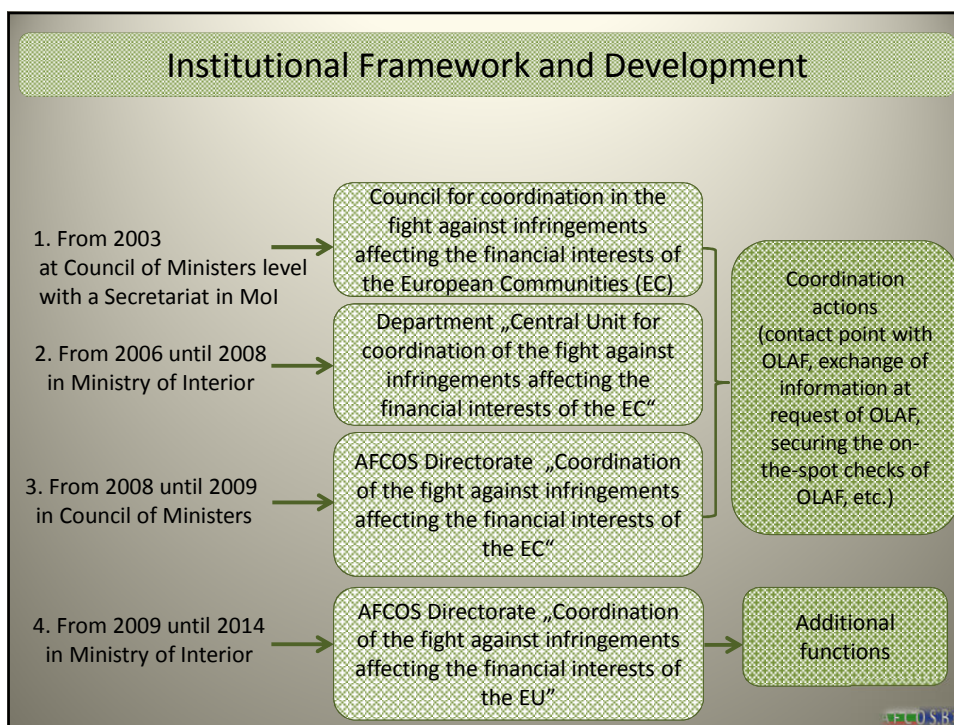 Institutional Framework and Development
1. From 2003
at Council of Ministers level
with a Secretariat in MoI
Council for coordination in the
fight against infringements
affecting the financial interests of
the European Communities (EC)
2. From 2006 until 2008
in Ministry of Interior
Department „Central Unit for
coordination of the fight against
infringements affecting the
financial interests of the EC“
3. From 2008 until 2009
in Council of Ministers
AFCOS Directorate „Coordination
of the fight against infringements
affecting the financial interests of
the EC“
Coordination
actions
(contact point with
OLAF, exchange of
information at
request of OLAF,
securing the on-
the-spot checks of
OLAF, etc.)
4. From 2009 until 2014
in Ministry of Interior
AFCOS Directorate „Coordination
of the fight against infringements
affecting the financial interests of
the EU”
Additional
functions